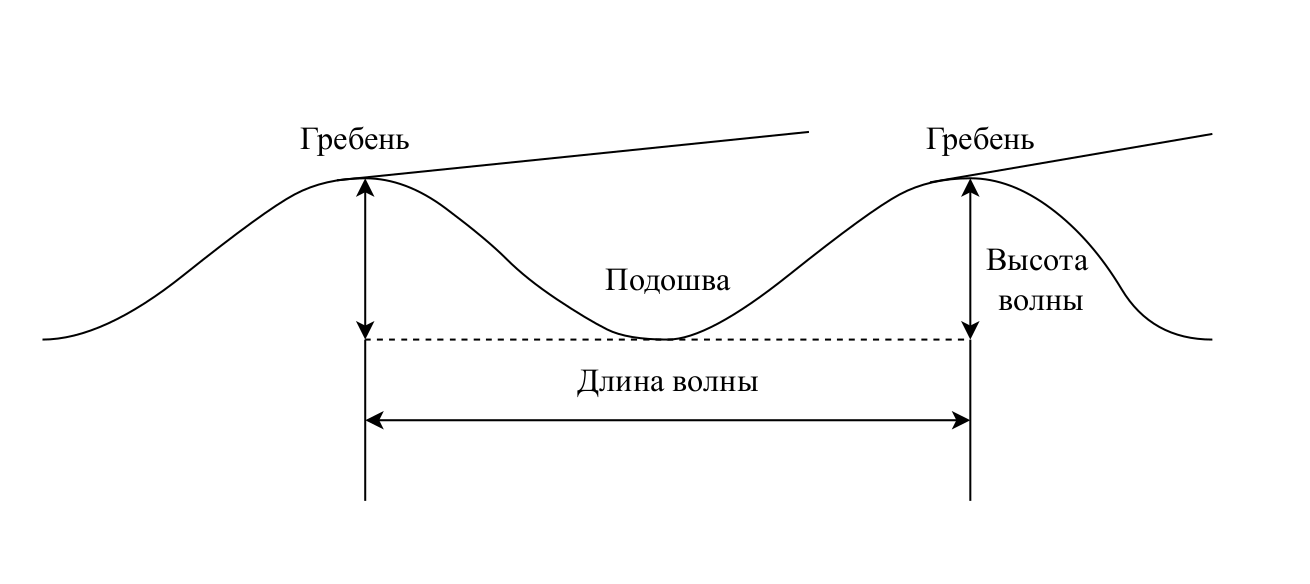 Гребень
Гребень
Высота
волны
Подошва
Длина волны